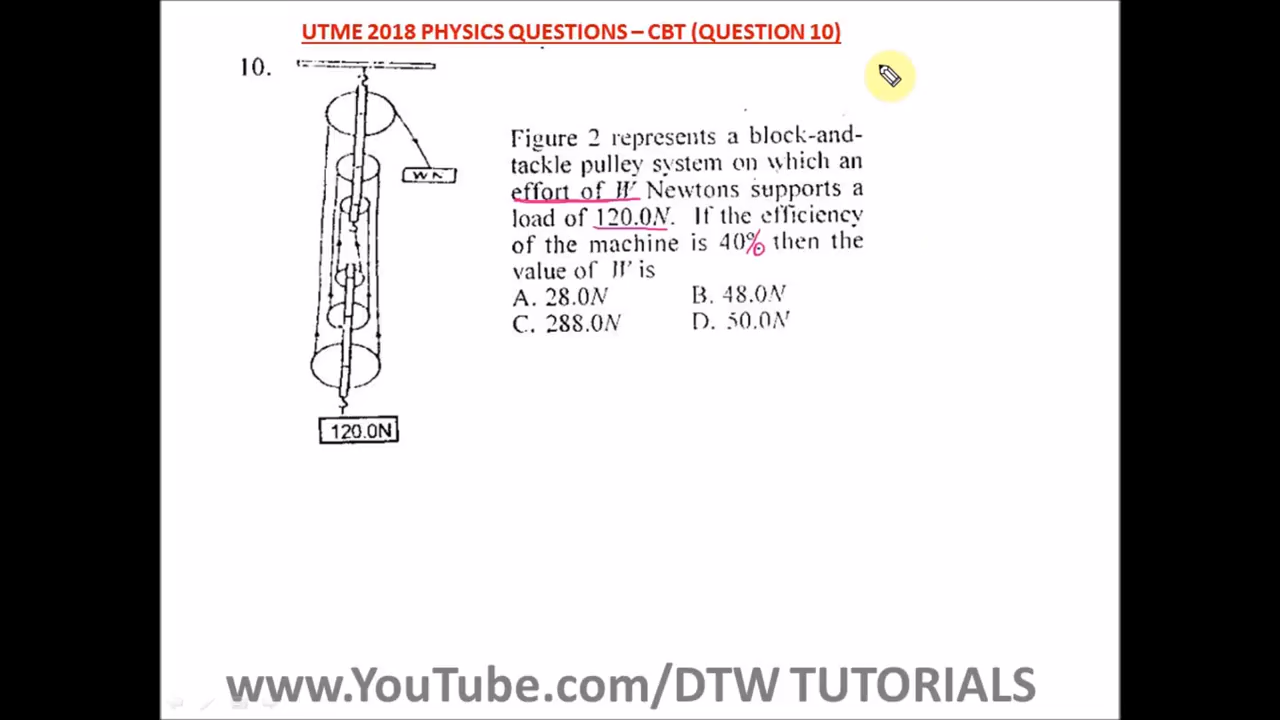 UTME 2018 PHYSICS QUESTIONS – CBT (QUESTION 10)
10.
W N
Figure 2 represents a block-and-
tackle pulley system on which an
effort of W Newtons supports a
load of 120.0N. If the efficiency
of the machine is 40% then the
value of W is
A. 28.0N B. 48.0N
C. 288.0N D. 50.0N
120.0N
www.YouTube.com/DTW TUTORIALS